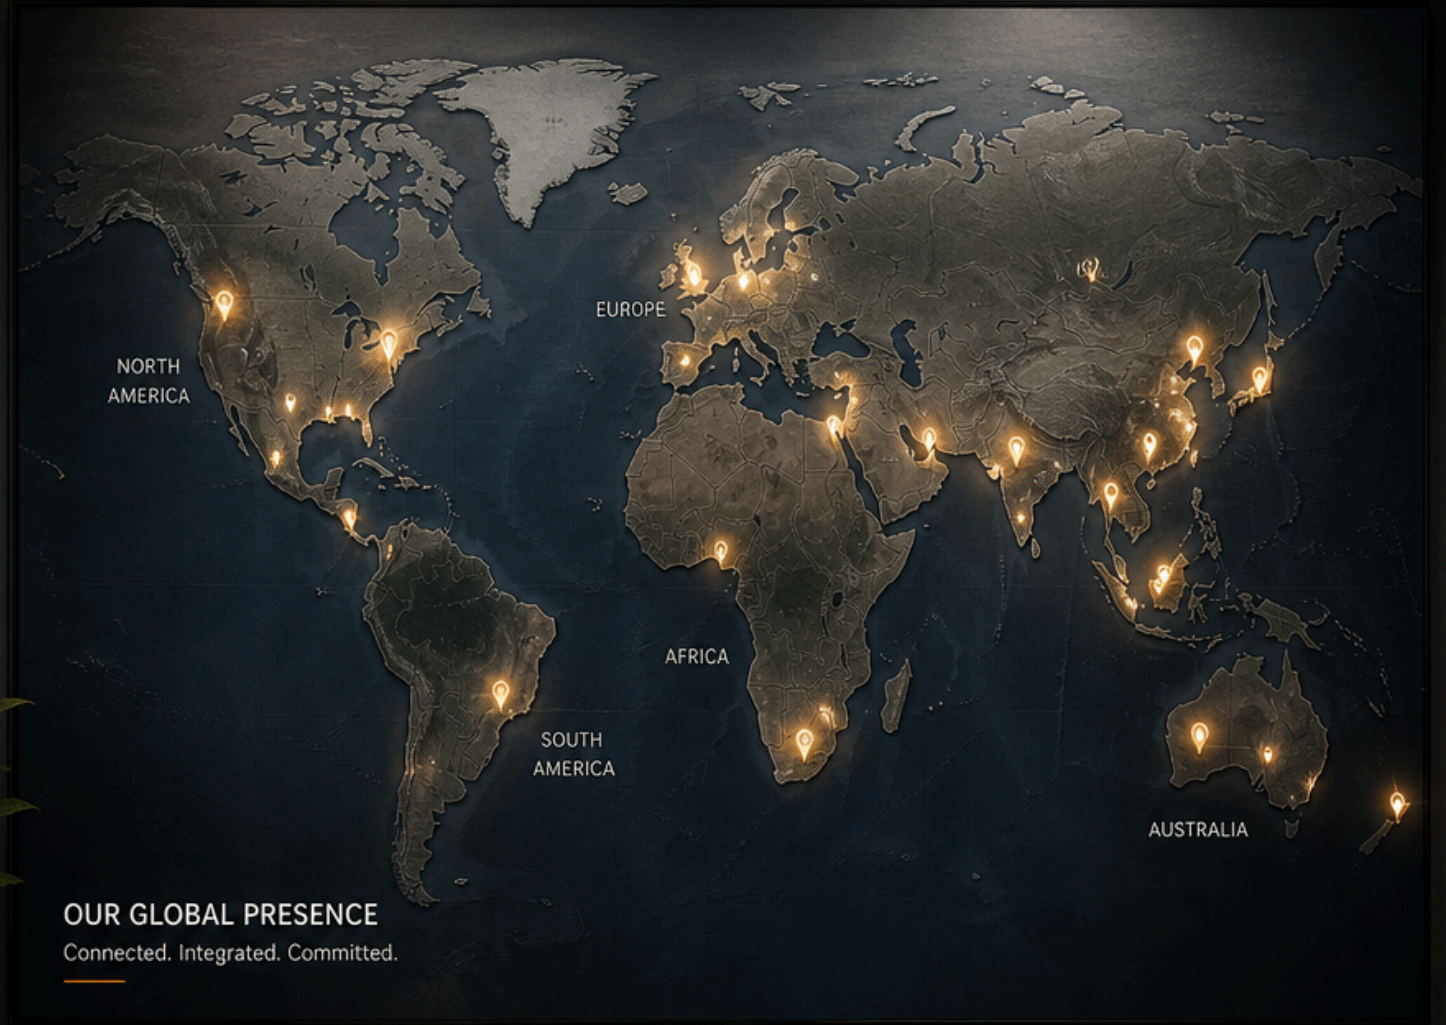 EUROPE
NORTH
AMERICA
AFRICA
SOUTH
AMERICA
AUSTRALIA
OUR GLOBAL PRESENCE
Connected. Integrated. Committed.